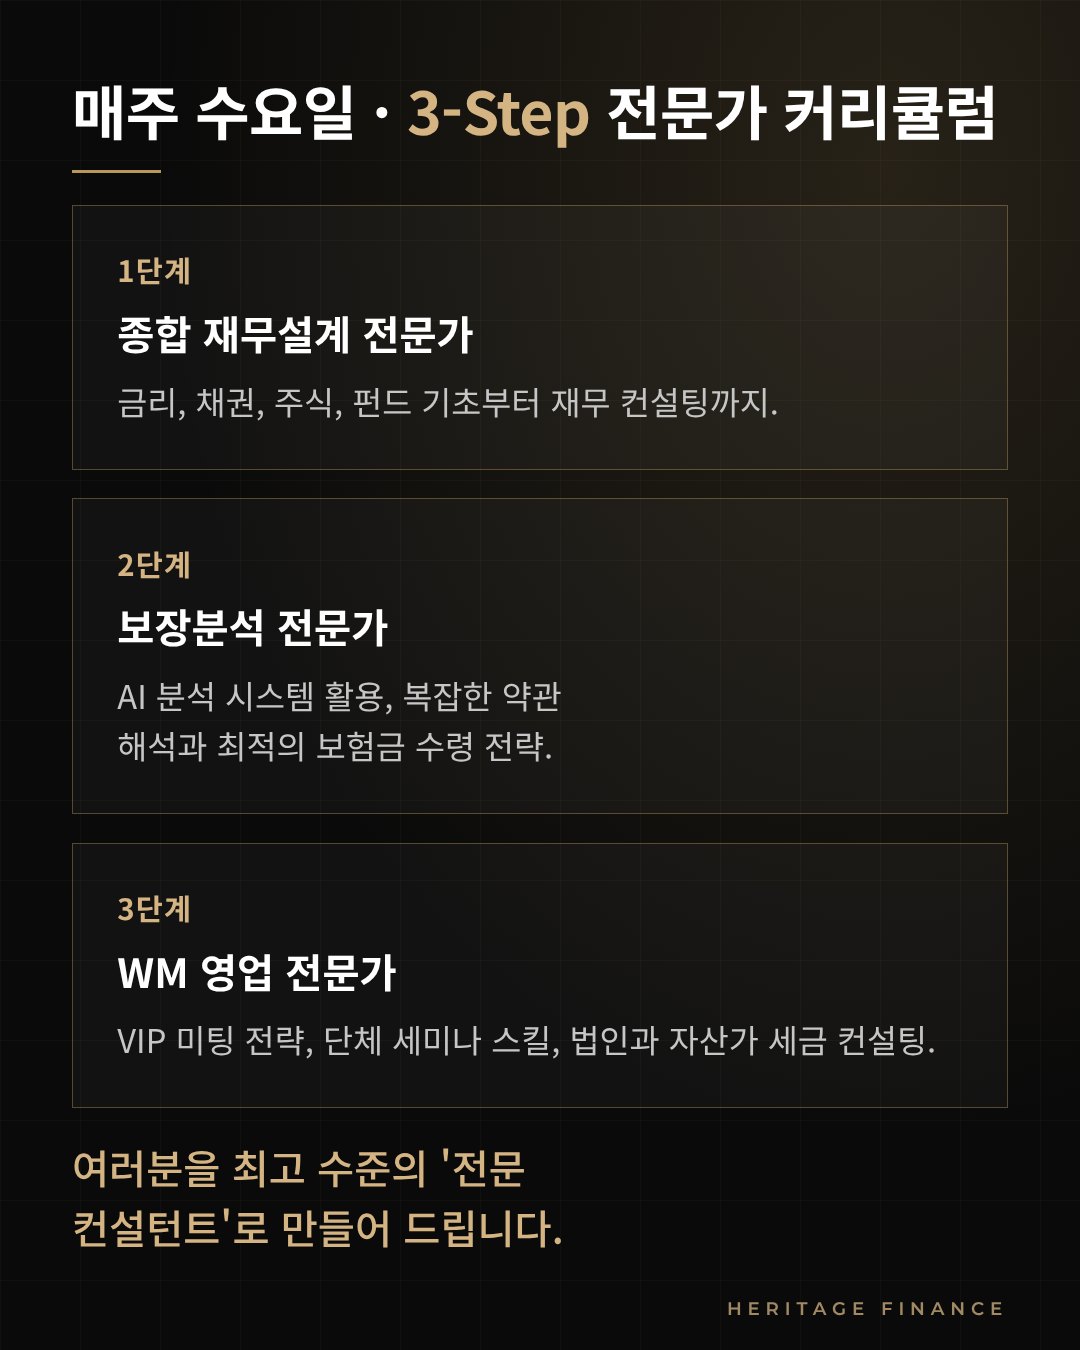 매주 수요일 · 3-Step 전문가 커리큘럼
1단계
종합 재무설계 전문가
금리, 채권, 주식, 펀드 기초부터 재무 컨설팅까지.
2단계
보장분석 전문가
AI 분석 시스템 활용, 복잡한 약관
해석과 최적의 보험금 수령 전략.
3단계
WM 영업 전문가
VIP 미팅 전략, 단체 세미나 스킬, 법인과 자산가 세금 컨설팅.
여러분을 최고 수준의 '전문
컨설턴트'로 만들어 드립니다.
HERITAGE FINANCE